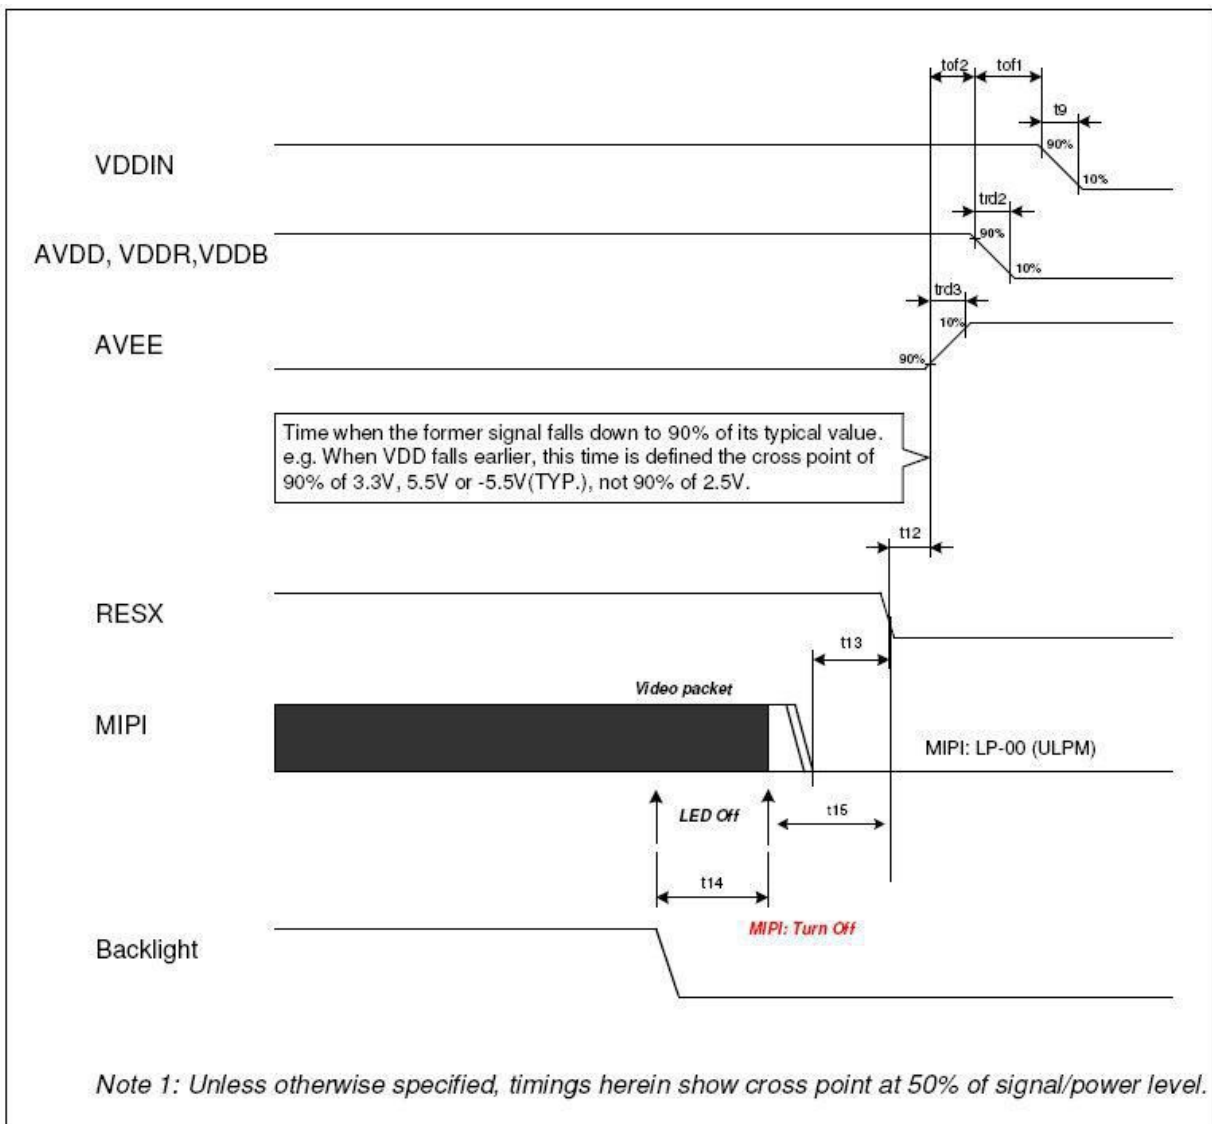 tof2 tof1
t9
VDDIN
90%
10%
trd2
AVDD, VDDR,VDDB
90%
10%
trd3
10%
AVEE
90%
Time when the former signal falls down to 90% of its typical value.
e.g. When VDD falls earlier, this time is defined the cross point of
90% of 3.3V, 5.5V or -5.5V(TYP.), not 90% of 2.5V.
t12
RESX
t13
Video packet
MIPI
MIPI: LP-00 (ULPM)
LED Off
t15
t14
MIPI: Turn Off
Backlight
Note 1: Unless otherwise specified, timings herein show cross point at 50% of signal/power level.